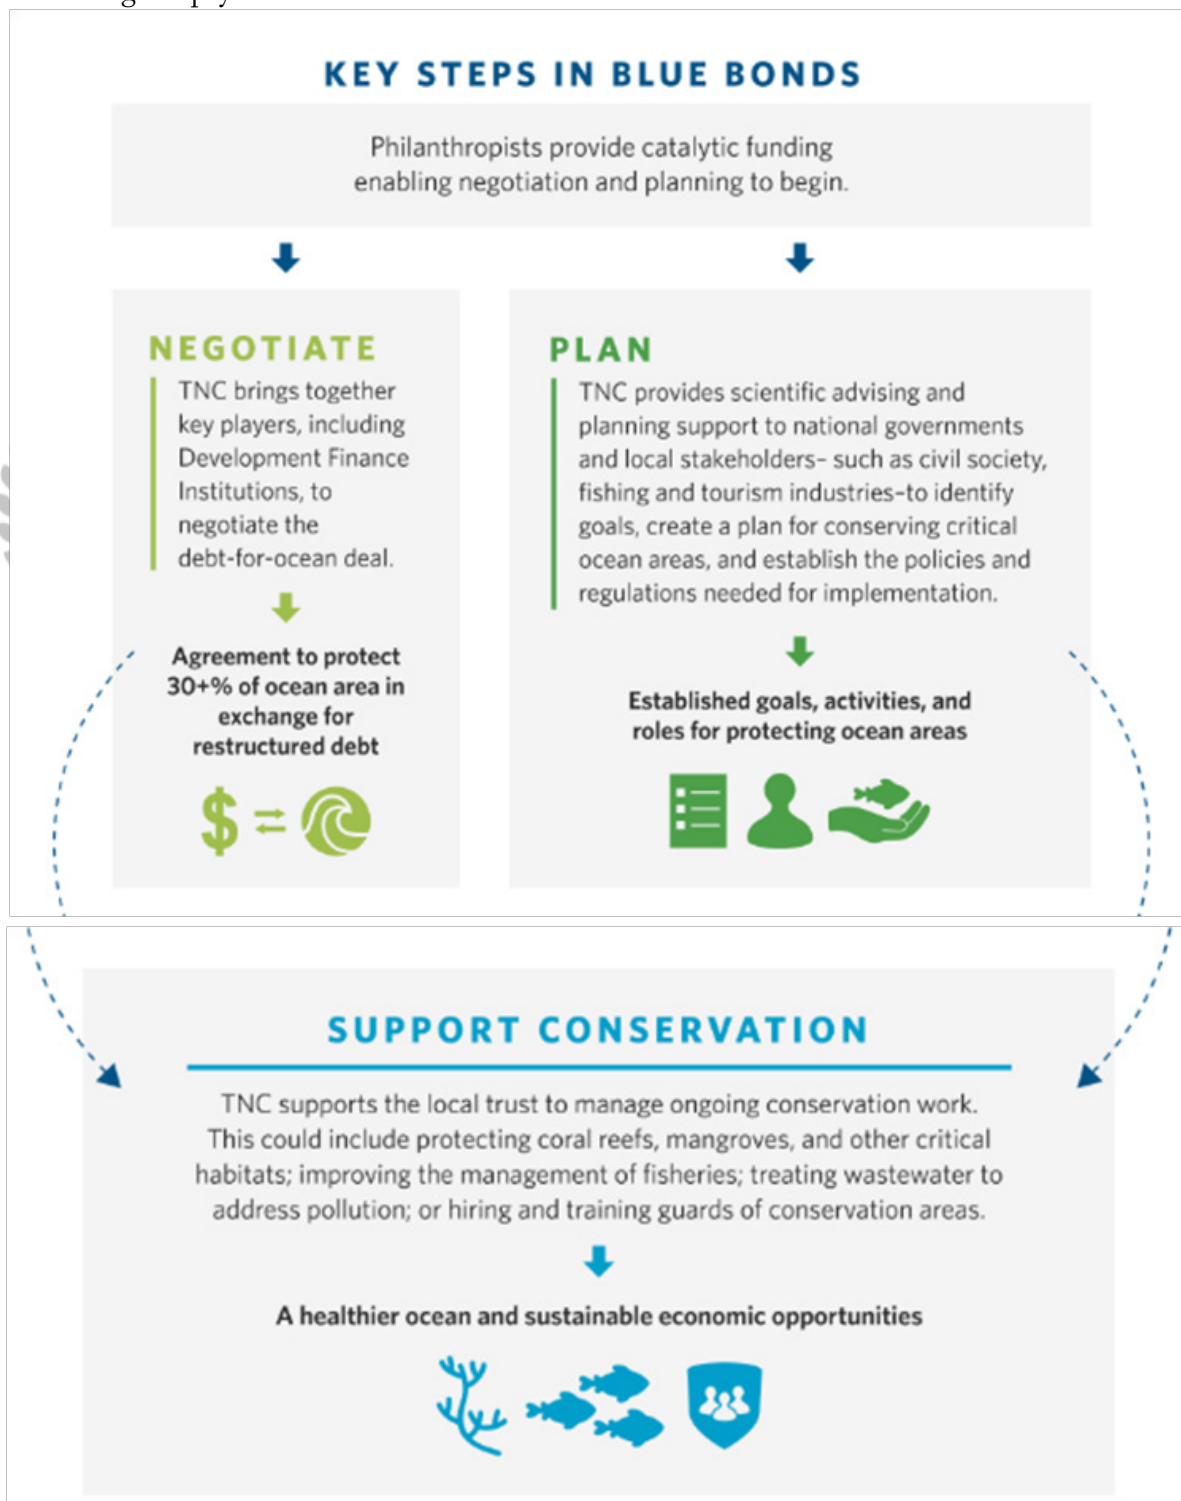 KEY STEPS IN BLUE BONDS
Philanthropists provide catalytic funding
enabling negotiation and planning to begin.
NEGOTIATE
TNC brings together
key players, including
Development Finance
Institutions, to
negotiate the
debt-for-ocean deal.
Agreement to protect
30+% of ocean area in
exchange for
restructured debt
$
PLAN
TNC provides scientific advising and
planning support to national governments
and local stakeholders– such as civil society,
fishing and tourism industries–to identify
goals, create a plan for conserving critical
ocean areas, and establish the policies and
regulations needed for implementation.
Established goals, activities, and
roles for protecting ocean areas
SUPPORT CONSERVATION
TNC supports the local trust to manage ongoing conservation work.
This could include protecting coral reefs, mangroves, and other critical
habitats; improving the management of fisheries; treating wastewater to
address pollution; or hiring and training guards of conservation areas.
A healthier ocean and sustainable economic opportunities